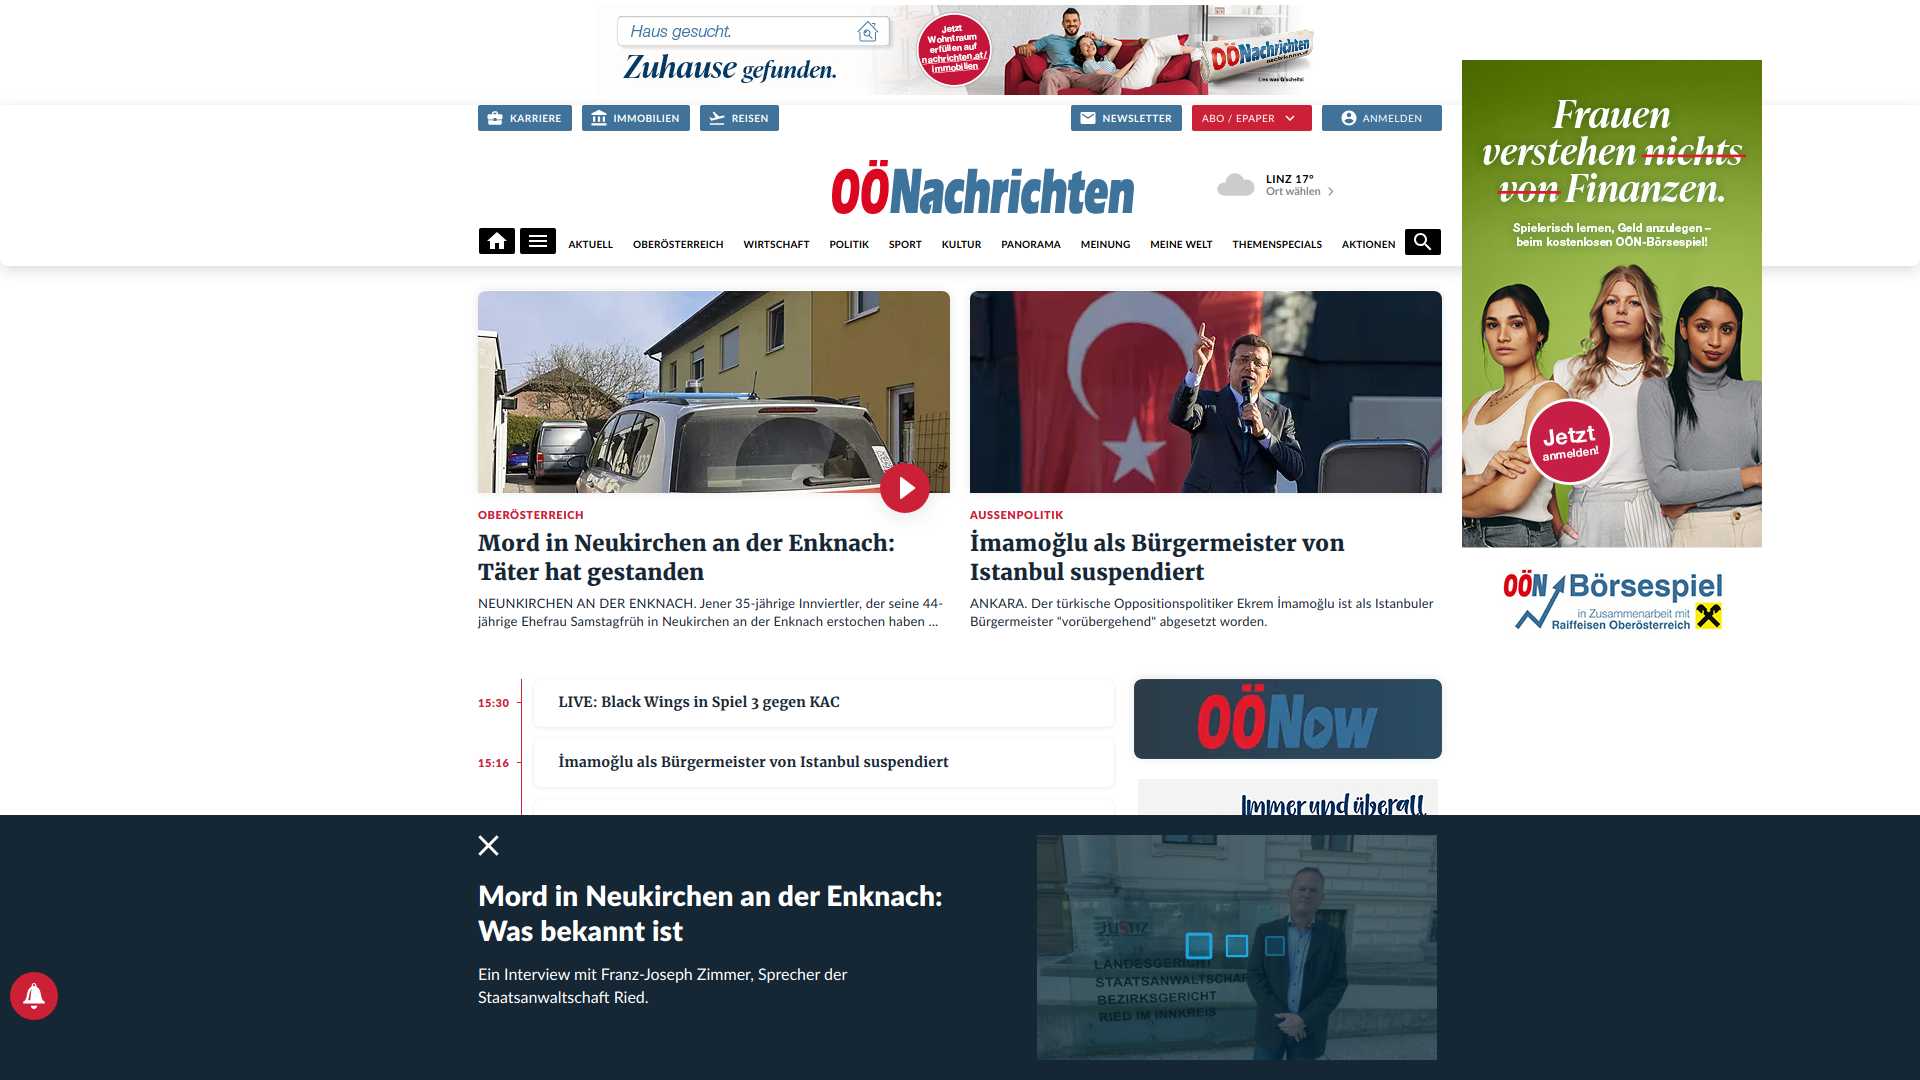 Haus gesucht.
Zuhause gefunden.
Jetzt
Wohntraum
erfüllen auf
nachrichten.at/
immobilien
OÖNachrichten
Lies was G'scheits!
KARRIERE
IMMOBILIEN
REISEN
NEWSLETTER
ABO / EPAPER
ANMELDEN
OÖNachrichten
LINZ 17°
Ort wählen
AKTUELL
OBERÖSTERREICH
WIRTSCHAFT
POLITIK
SPORT
KULTUR
PANORAMA
MEINUNG
MEINE WELT
THEMENSPECIALS
AKTIONEN
Frauen
verstehen nichts
von Finanzen.
Spielerisch lernen, Geld anzulegen –
beim kostenlosen OÖN-Börsespiel!
Jetzt
anmelden!
OÖN Börsespiel
in Zusammenarbeit mit
Raiffeisen Oberösterreich
OBERÖSTERREICH
Mord in Neukirchen an der Enknach:
Täter hat gestanden
NEUNKIRCHEN AN DER ENKNACH. Jener 35-jährige Innviertler, der seine 44-
jährige Ehefrau Samstagfrüh in Neukirchen an der Enknach erstochen haben ...
AUSSENPOLITIK
İmamoğlu als Bürgermeister von
Istanbul suspendiert
ANKARA. Der türkische Oppositionspolitiker Ekrem İmamoğlu ist als Istanbuler
Bürgermeister "vorübergehend" abgesetzt worden.
15:30
LIVE: Black Wings in Spiel 3 gegen KAC
15:16
İmamoğlu als Bürgermeister von Istanbul suspendiert
OÖNow
Immer und überall
Mord in Neukirchen an der Enknach:
Was bekannt ist
Ein Interview mit Franz-Joseph Zimmer, Sprecher der
Staatsanwaltschaft Ried.
LANDESGERICHT
STAATSANWALTSCHAF
BEZIRKSGERICHT
RIED IM INNKREIS